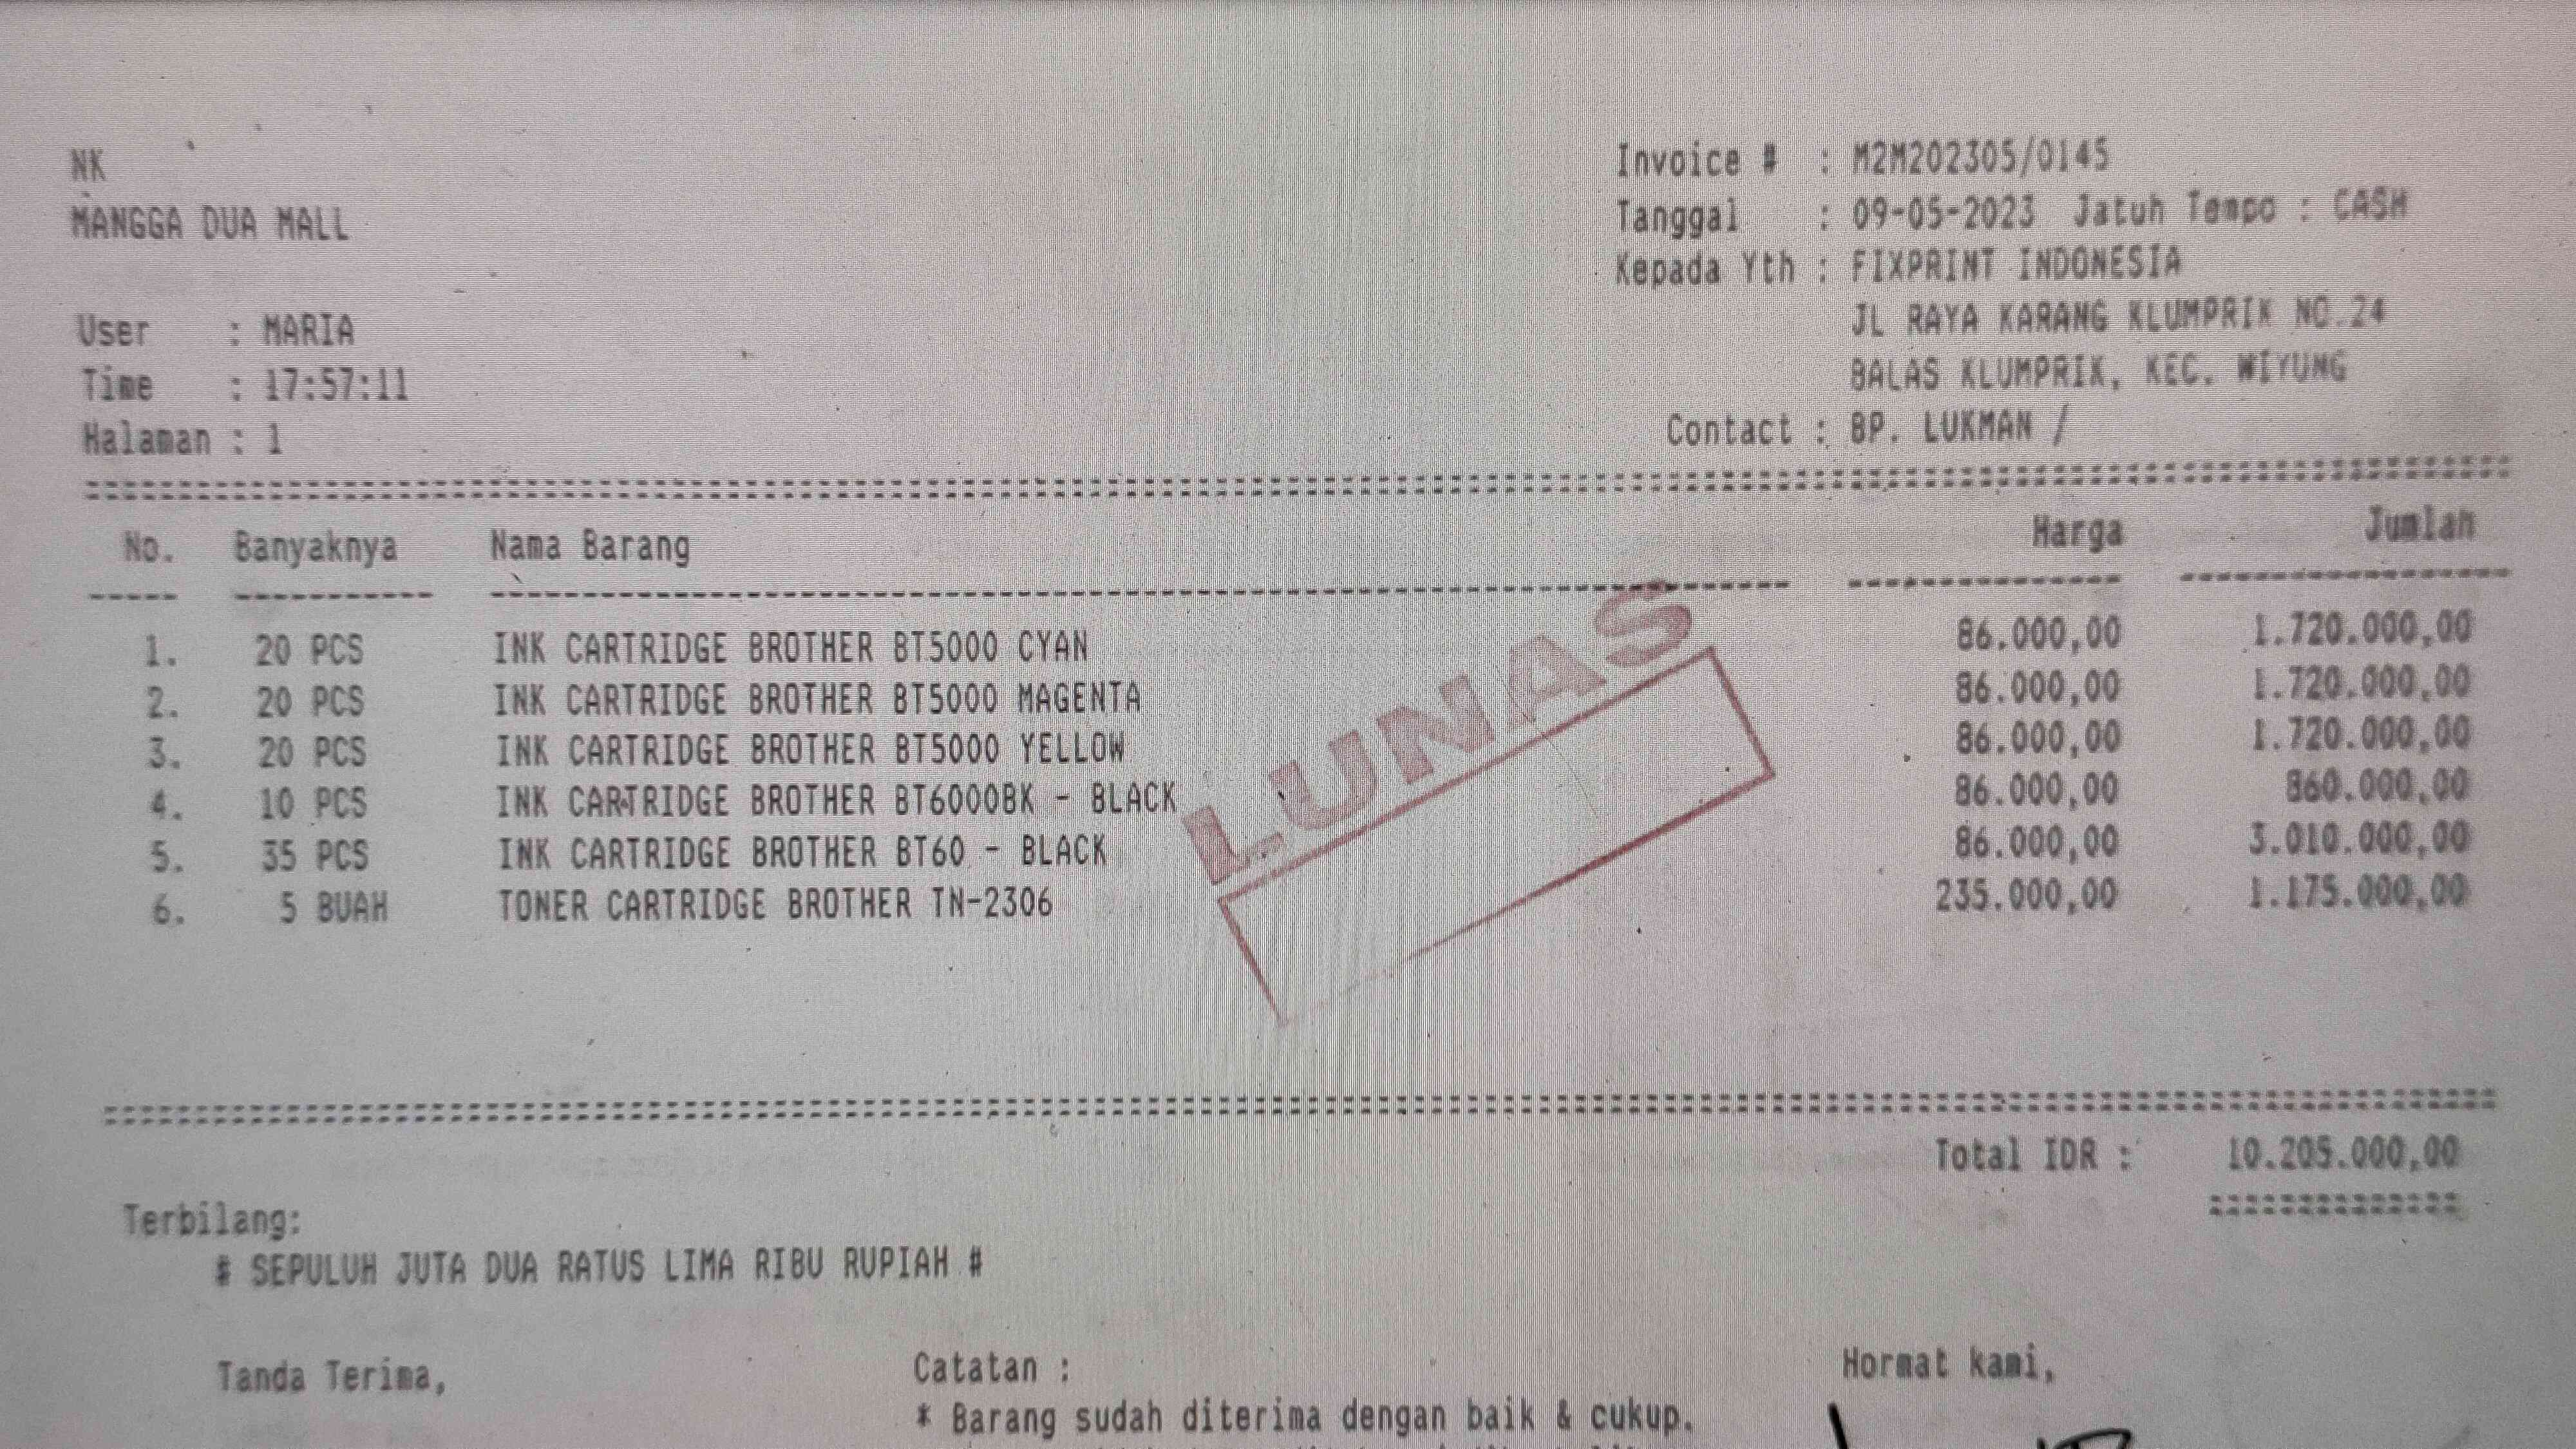 NK
MANGGA DUA MALL
Invoice # : M2M202305/0145
Tanggal : 09-05-2023 Jatuh Tempo : CASH
Kepada Yth : FIXPRINT INDONESIA
JL RAYA KARANG KLUMPRIK NO.24
BALAS KLUMPRIK, KEC. WIYUNG
Contact : BP. LUKMAN /
User : MARIA
Time : 17:57:11
Halaman : 1
No. Banyaknya Nama Barang Harga Jumlah
1. 20 PCS INK CARTRIDGE BROTHER BT5000 CYAN 86.000,00 1.720.000,00
2. 20 PCS INK CARTRIDGE BROTHER BT5000 MAGENTA 86.000,00 1.720.000,00
3. 20 PCS INK CARTRIDGE BROTHER BT5000 YELLOW 86.000,00 1.720.000,00
4. 10 PCS INK CARTRIDGE BROTHER BT6000BK - BLACK 86.000,00 860.000,00
5. 35 PCS INK CARTRIDGE BROTHER BT60 - BLACK 86.000,00 3.010.000,00
6. 5 BUAH TONER CARTRIDGE BROTHER TN-2306 235.000,00 1.175.000,00
LUNAS
Total IDR : 10.205.000,00
Terbilang:
# SEPULUH JUTA DUA RATUS LIMA RIBU RUPIAH #
Tanda Terima,
Catatan :
* Barang sudah diterima dengan baik & cukup.
Hormat kami,